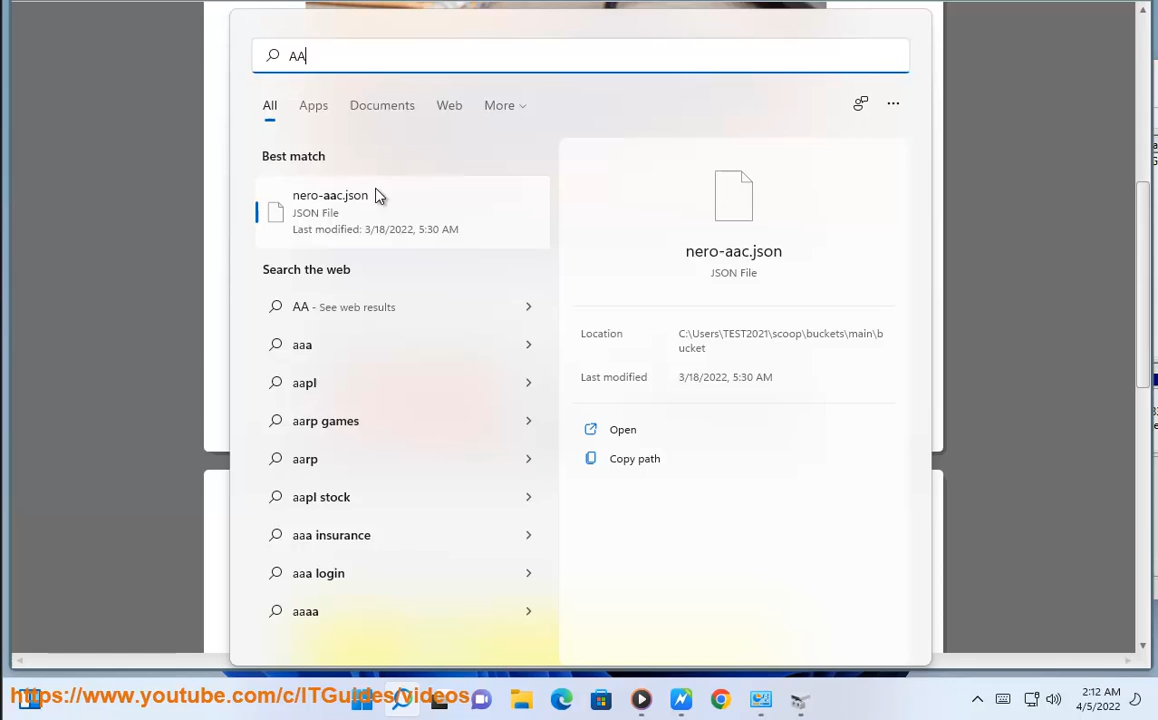 AA
All Apps Documents Web More
Best match
nero-aac.json
JSON File
Last modified: 3/18/2022, 5:30 AM
Search the web
AA - See web results
aaa
aapl
aarp games
aarp
aapl stock
aaa insurance
aaa login
aaaa
nero-aac.json
JSON File
Location C:\Users\TEST2021\scoop\buckets\main\b
ucket
Last modified 3/18/2022, 5:30 AM
Open
Copy path
https://www.youtube.com/c/ITGuides/videos
2:12 AM
4/5/2022